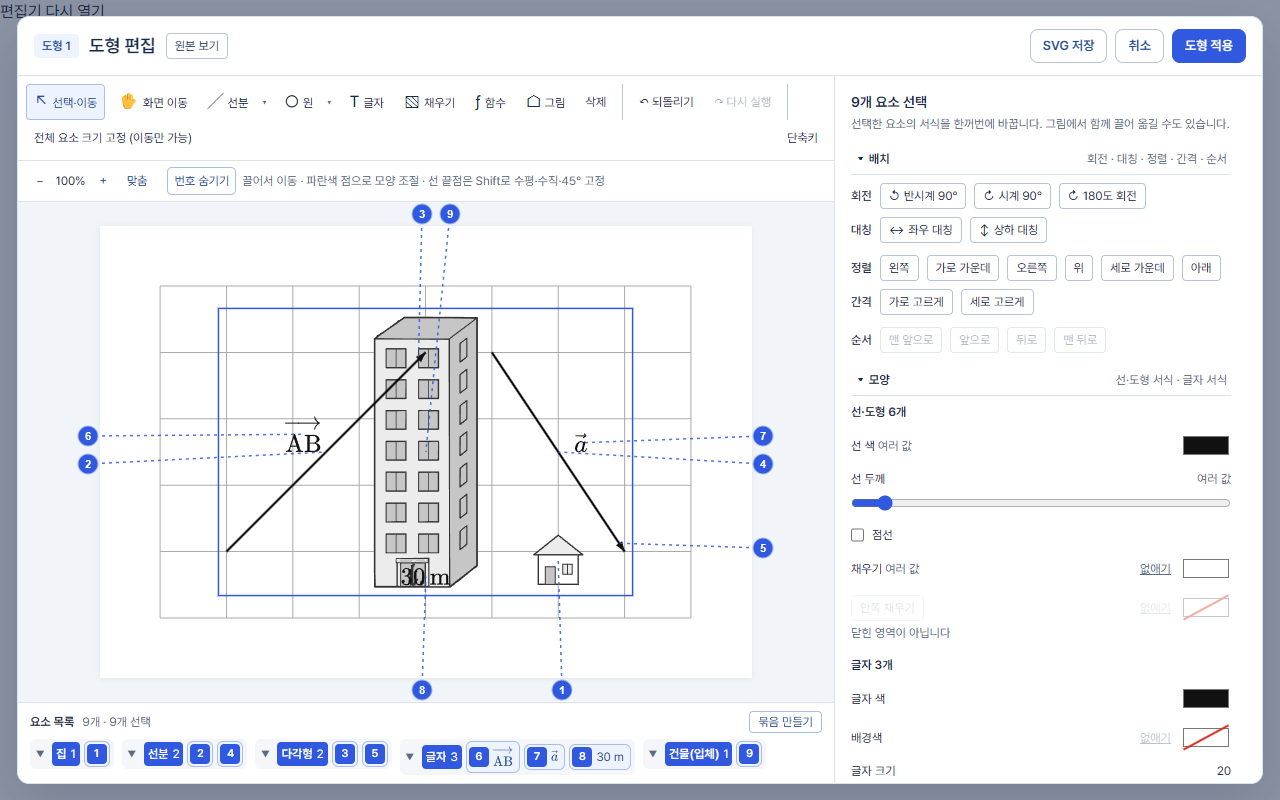 편집기 다시 열기
도형 1 도형 편집 원본 보기 SVG 저장 취소 도형 적용
선택·이동 화면 이동 선분 원 T 글자 채우기 f 함수 그림 삭제 되돌리기 다시 실행
전체 요소 크기 고정 (이동만 가능) 단축키
− 100% + 맞춤 번호 숨기기 끌어서 이동 · 파란색 점으로 모양 조절 · 선 끝점은 Shift로 수평·수직·45° 고정
3 9
6 AB 7
2 a 4
5
30 m
8 1
요소 목록 9개 · 9개 선택 묶음 만들기
집 1 1 선분 2 2 4 다각형 2 3 5 글자 3 6 AB 7 a 8 30 m 건물(입체) 1 9
9개 요소 선택
선택한 요소의 서식을 한꺼번에 바꿉니다. 그림에서 함께 끌어 옮길 수도 있습니다.
배치 회전 · 대칭 · 정렬 · 간격 · 순서
회전 반시계 90° 시계 90° 180도 회전
대칭 좌우 대칭 상하 대칭
정렬 왼쪽 가로 가운데 오른쪽 위 세로 가운데 아래
간격 가로 고르게 세로 고르게
순서 맨 앞으로 앞으로 뒤로 맨 뒤로
모양 선·도형 서식 · 글자 서식
선·도형 6개
선 색 여러 값
선 두께 여러 값
점선
채우기 여러 값 없애기
안쪽 채우기 없애기
닫힌 영역이 아닙니다
글자 3개
글자 색
배경색 없애기
글자 크기 20